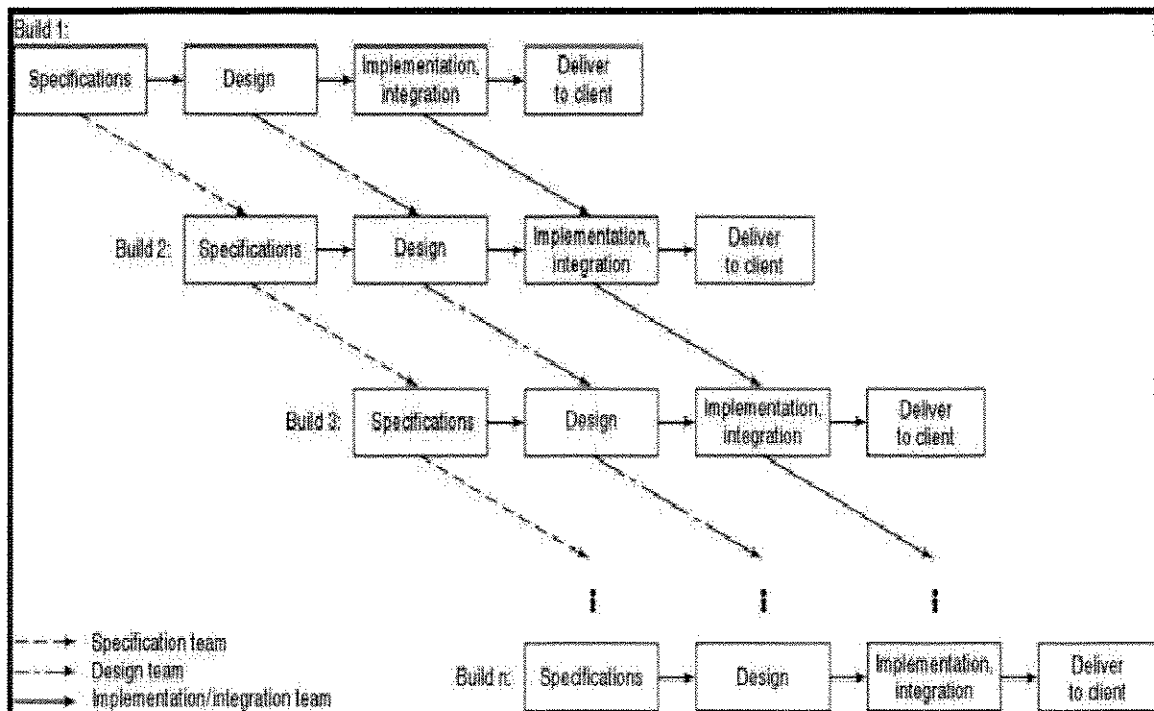 Build 1:
Specifications
Design
Implementation,
integration
Deliver
to client
Build 2:
Specifications
Design
Implementation,
integration
Deliver
to client
Build 3:
Specifications
Design
Implementation,
integration
Deliver
to client
Build n:
Specifications
Design
Implementation,
integration
Deliver
to client
Specification team
Design team
Implementation/integration team